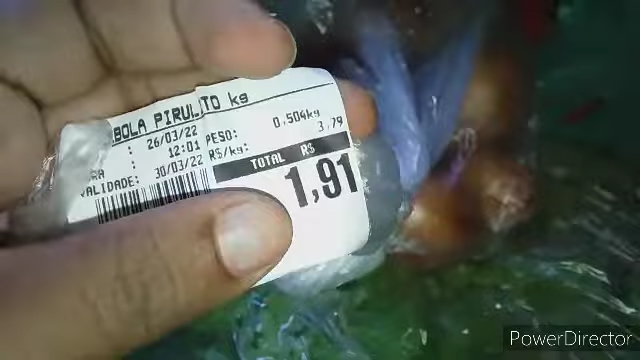 BOLA PIRULITO kg
26/03/22
12:01
PESO: 0,504kg
VALIDADE: 30/03/22 R$/kg: 3,79
TOTAL R$
1,91
PowerDirector